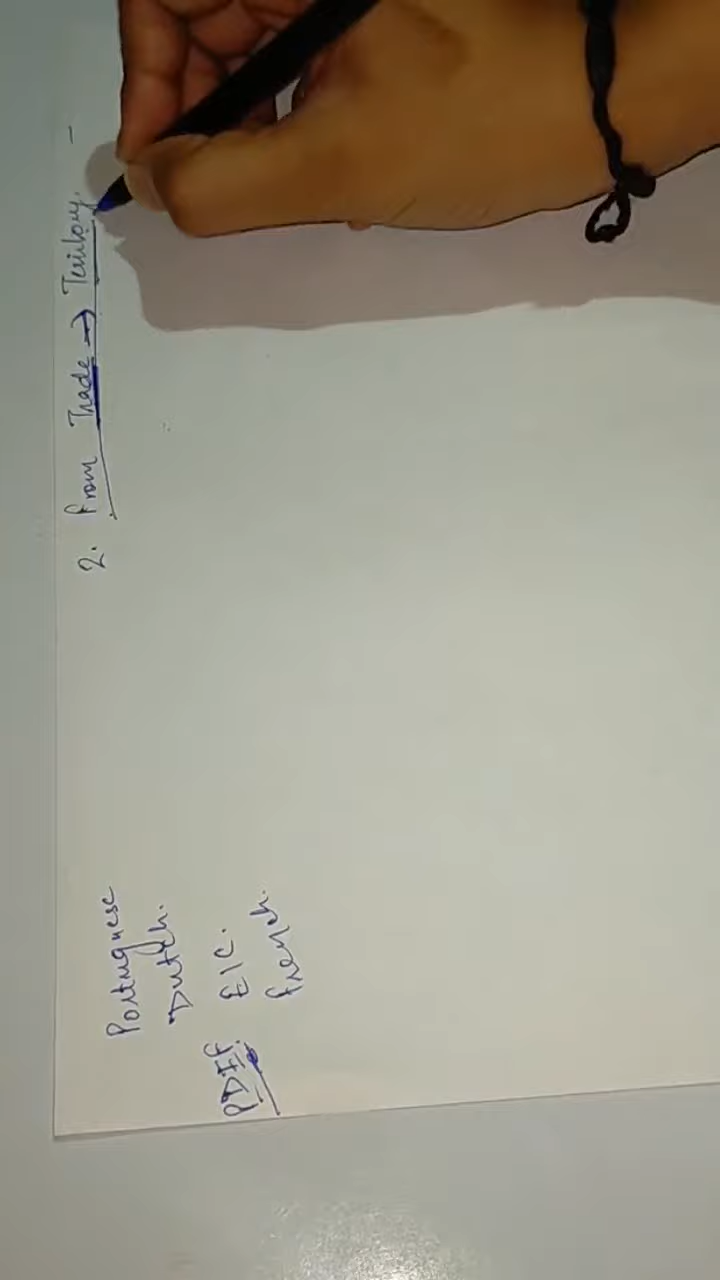 2. From Trade → Territory. -
Portuguese
Dutch.
PDEF. EIC.
French.